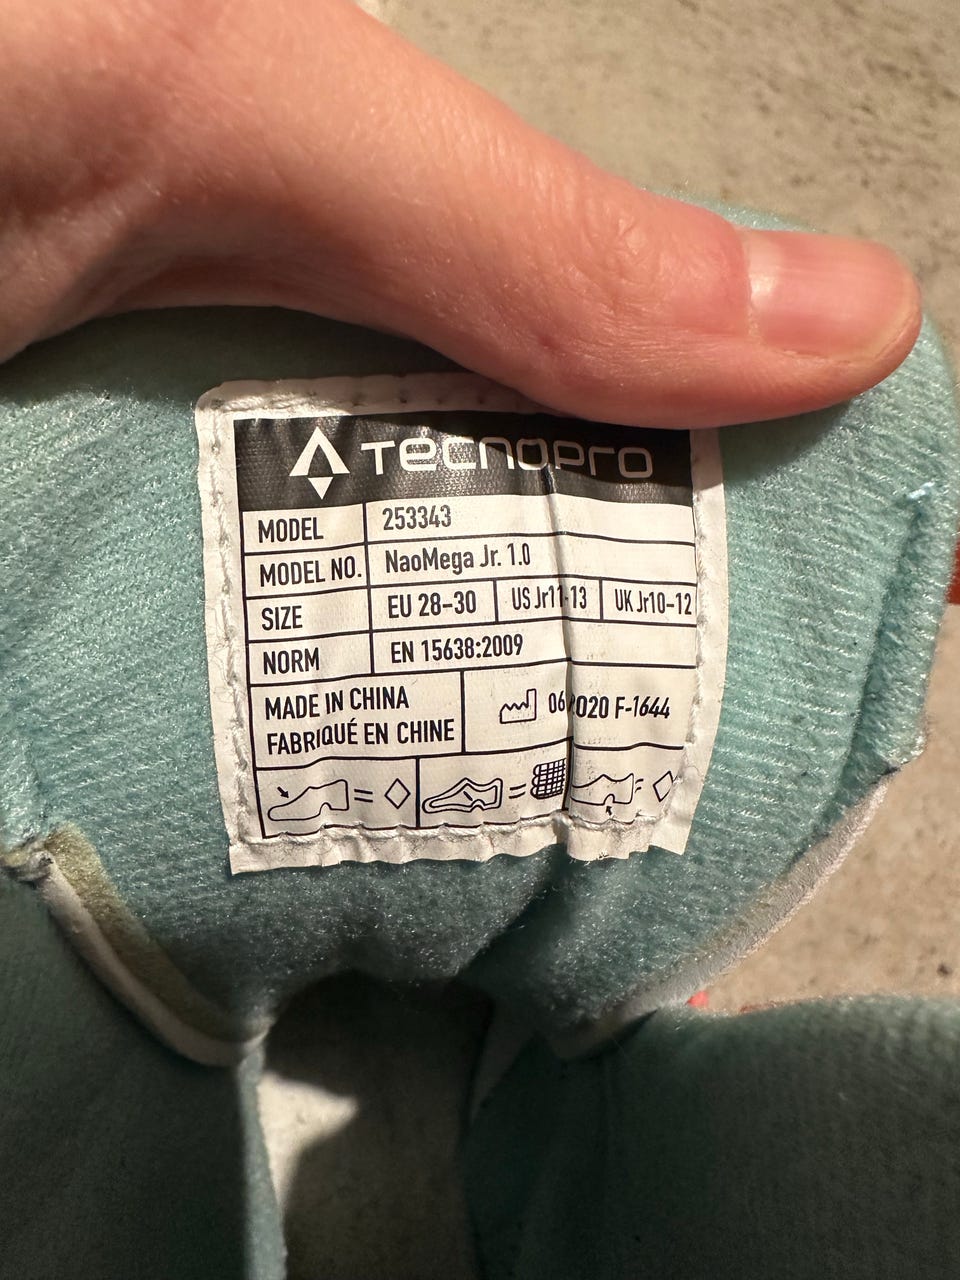 TECNOPRO
MODEL 253343
MODEL NO. NaoMega Jr. 1.0
SIZE EU 28-30 US Jr11-13 UK Jr10-12
NORM EN 15638:2009
MADE IN CHINA
FABRIQUÉ EN CHINE
06 F-1644